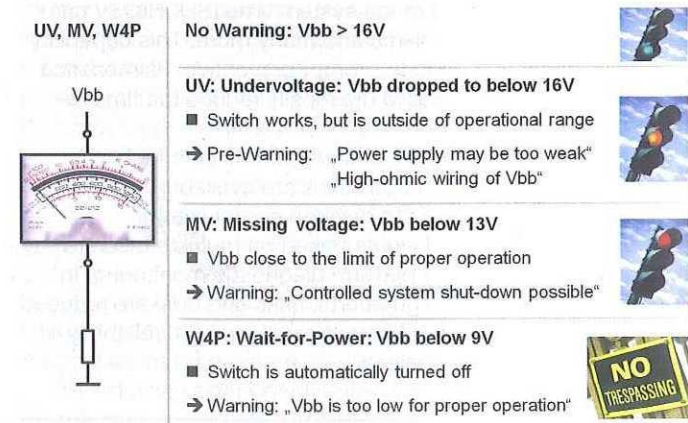 UV, MV, W4P
No Warning: Vbb > 16V
Vbb
UV: Undervoltage: Vbb dropped to below 16V
■ Switch works, but is outside of operational range
➔ Pre-Warning: „Power supply may be too weak“
„High-ohmic wiring of Vbb“
MV: Missing voltage: Vbb below 13V
■ Vbb close to the limit of proper operation
➔ Warning: „Controlled system shut-down possible“
W4P: Wait-for-Power: Vbb below 9V
■ Switch is automatically turned off
➔ Warning: „Vbb is too low for proper operation“
NO
TRESPASSING